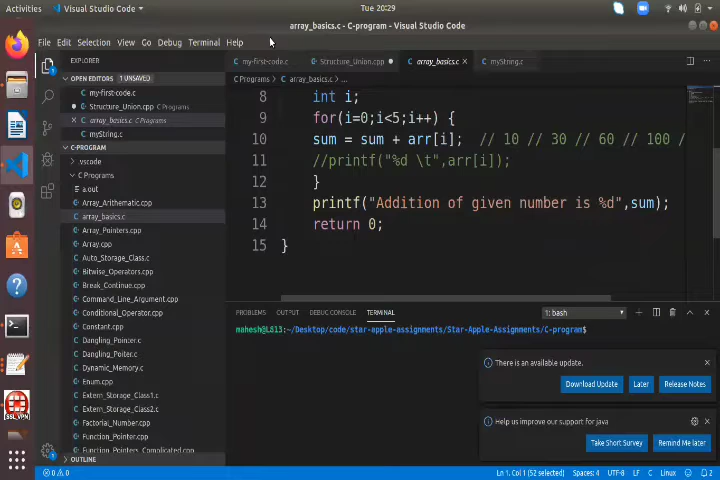 Activities
Visual Studio Code
Tue 20:29
array_basics.c - C-program - Visual Studio Code
File Edit Selection View Go Debug Terminal Help
EXPLORER
my-first-code.c
Structure_Union.cpp
array_basics.c
myString.c
OPEN EDITORS 1 UNSAVED
my-first-code.c
Structure_Union.cpp C Programs
array_basics.c C Programs
myString.c
C-PROGRAM
.vscode
C Programs
a.out
Array_Arithematic.cpp
array_basics.c
Array_Pointers.cpp
Array.cpp
Auto_Storage_Class.c
Bitwise_Operators.cpp
Break_Continue.cpp
Command_Line_Argument.cpp
Conditional_Operator.cpp
Constant.cpp
Dangling_Pointer.c
Dangling_Poiter.c
Dynamic_Memory.c
Enum.cpp
Extern_Storage_Class1.c
Extern_Storage_Class2.c
Factorial_Number.cpp
Function_Pointer.cpp
Function_Pointers_Complicated.cpp
OUTLINE
C Programs > array_basics.c > ...
8 int i;
9 for(i=0;i<5;i++) {
10 sum = sum + arr[i]; // 10 // 30 // 60 // 100 /
11 //printf("%d \t",arr[i]);
12 }
13 printf("Addition of given number is %d",sum);
14 return 0;
15 }
PROBLEMS OUTPUT DEBUG CONSOLE TERMINAL
1: bash
mahesh@L813:~/Desktop/code/star-apple-assignments/Star-Apple-Assignments/C-program$
There is an available update.
Download Update Later Release Notes
Help us improve our support for java
Take Short Survey Remind Me later
SSL VPN
0 0
Ln 1, Col 1 (52 selected) Spaces: 4 UTF-8 LF C Linux 2